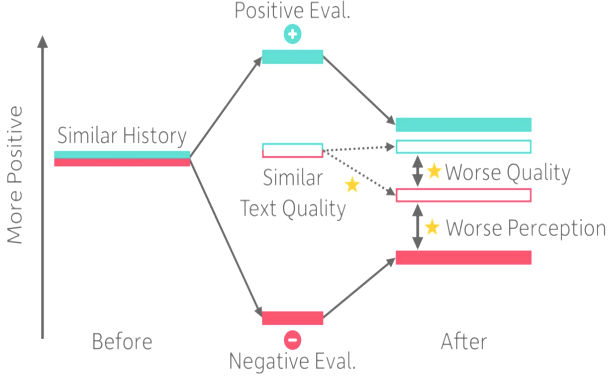 Positive Eval.
More Positive
Similar History
Similar
Text Quality
Worse Quality
Worse Perception
Before
After
Negative Eval.